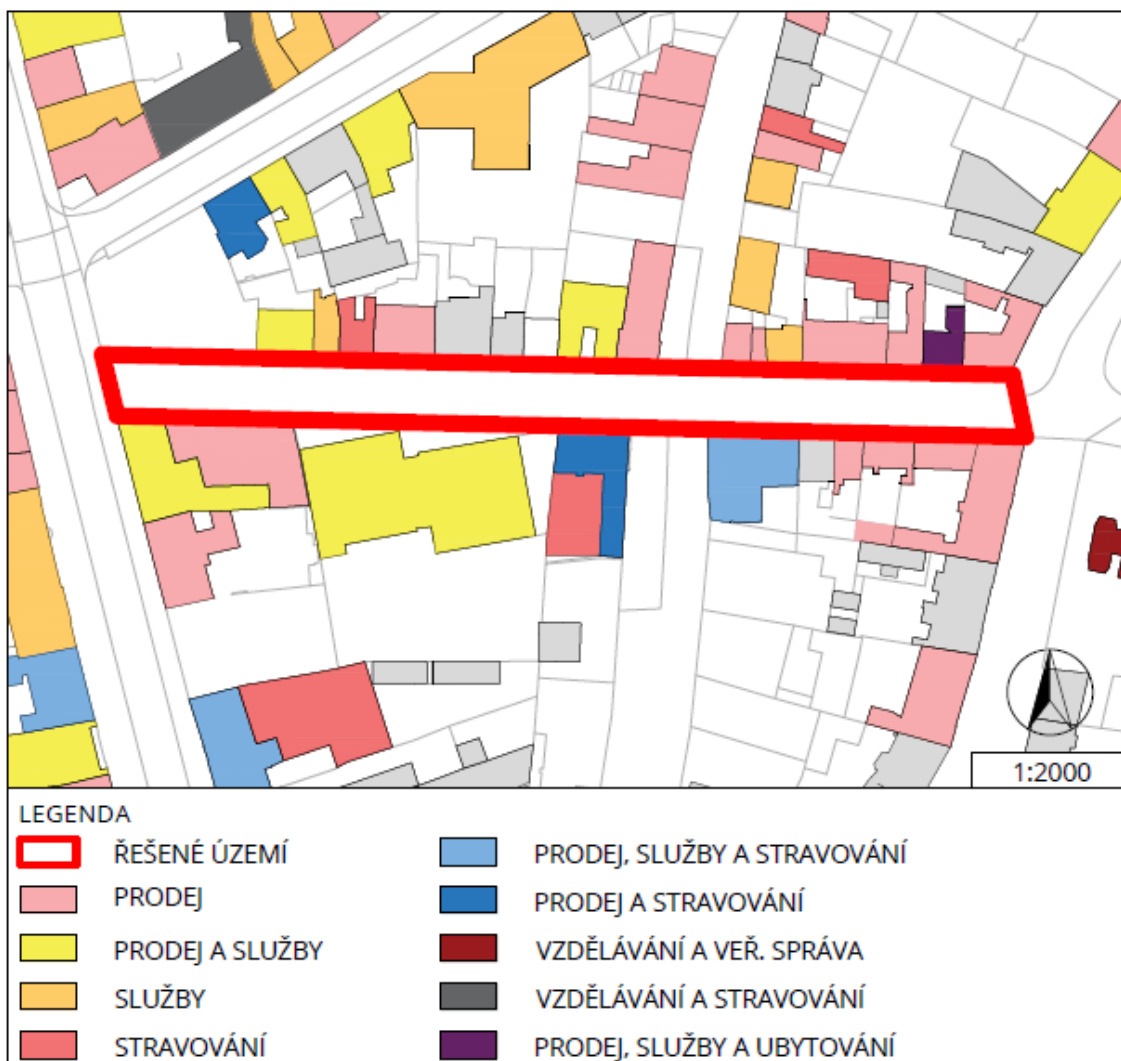 1:2000
LEGENDA
ŘEŠENÉ ÚZEMÍ
PRODEJ
PRODEJ A SLUŽBY
SLUŽBY
STRAVOVÁNÍ
PRODEJ, SLUŽBY A STRAVOVÁNÍ
PRODEJ A STRAVOVÁNÍ
VZDĚLÁVÁNÍ A VEŘ. SPRÁVA
VZDĚLÁVÁNÍ A STRAVOVÁNÍ
PRODEJ, SLUŽBY A UBYTOVÁNÍ